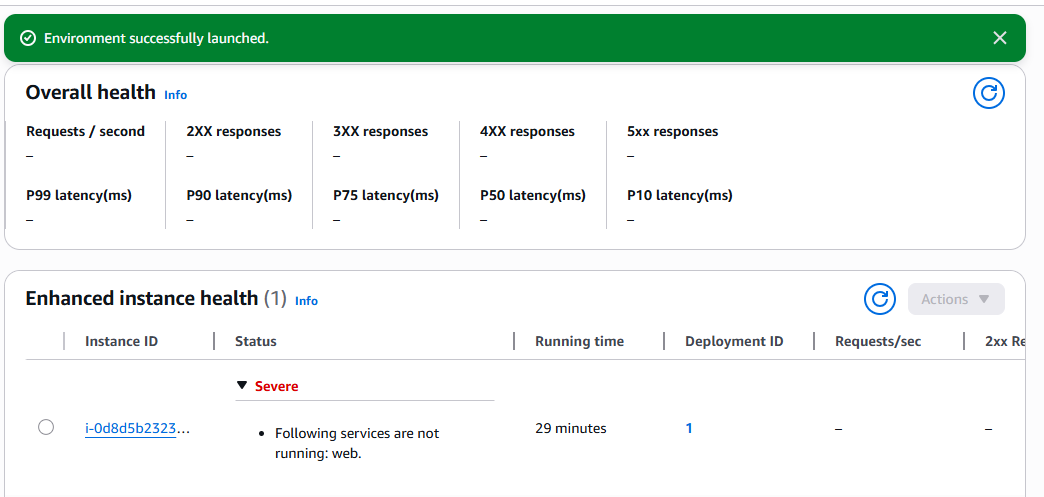 Environment successfully launched.
Overall health Info
Requests / second 2XX responses 3XX responses 4XX responses 5xx responses
– – – – –
P99 latency(ms) P90 latency(ms) P75 latency(ms) P50 latency(ms) P10 latency(ms)
– – – – –
Enhanced instance health (1) Info Actions
Instance ID Status Running time Deployment ID Requests/sec 2xx Re
Severe
i-0d8d5b2323... 29 minutes 1 – –
• Following services are not
running: web.